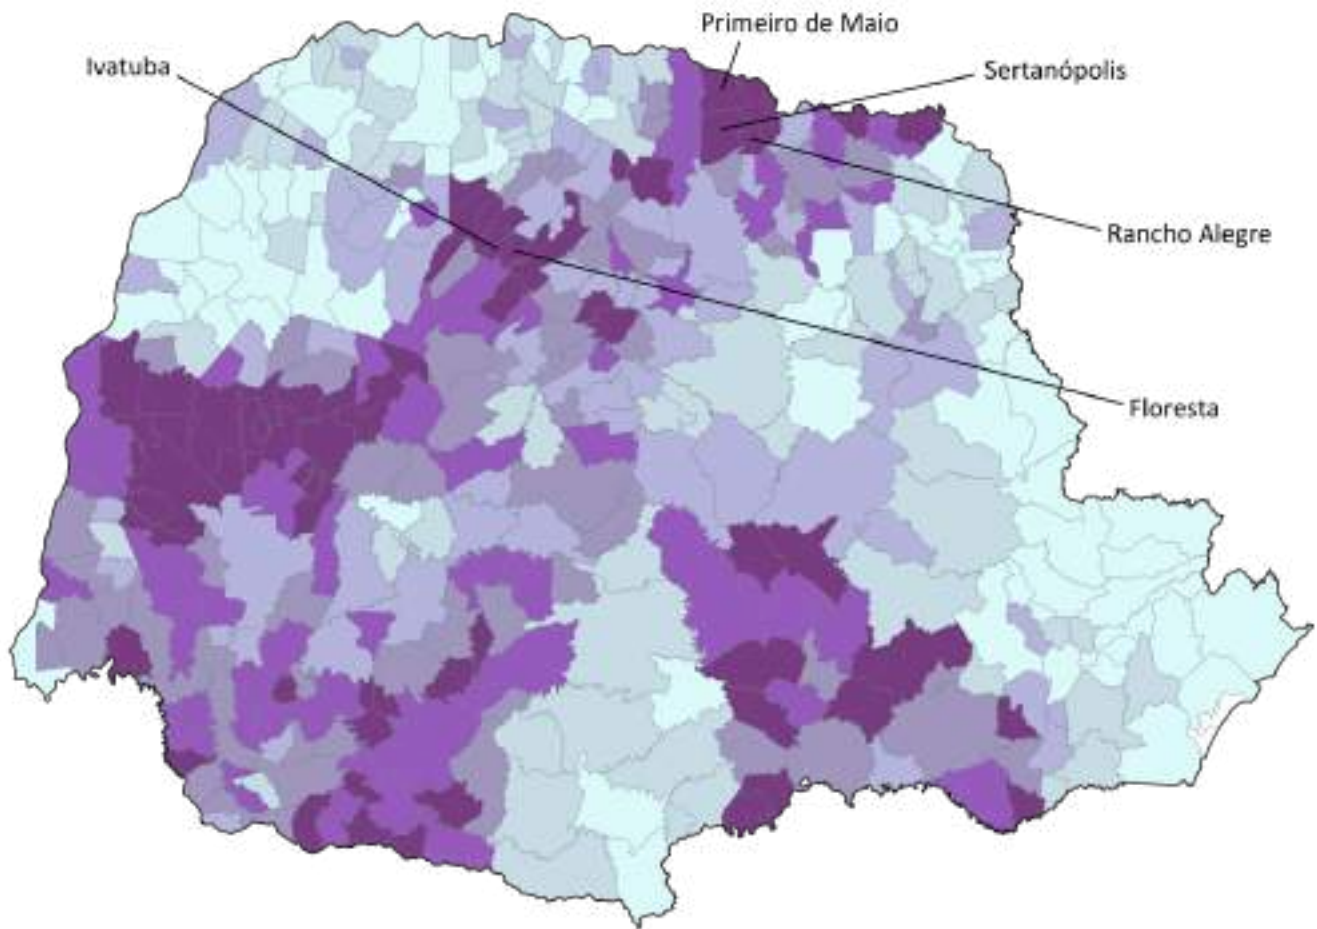 Primeiro de Maio
Ivatuba
Sertanópolis
Rancho Alegre
Floresta